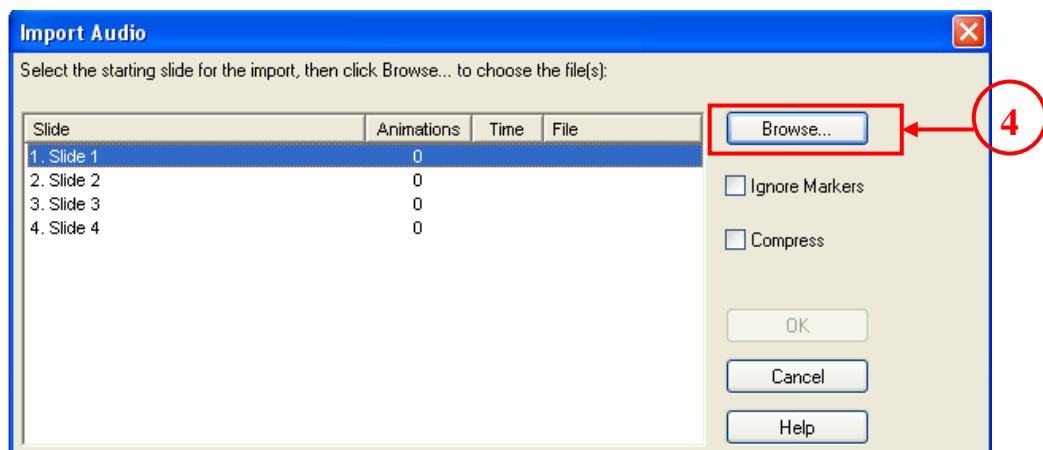 Import Audio
Select the starting slide for the import, then click Browse... to choose the file(s):
Slide Animations Time File
1. Slide 1 0
2. Slide 2 0
3. Slide 3 0
4. Slide 4 0
Browse...
4
Ignore Markers
Compress
OK
Cancel
Help